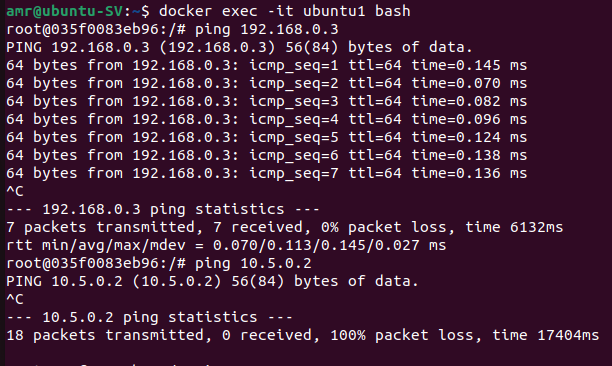 amr@ubuntu-SV:~$ docker exec -it ubuntu1 bash
root@035f0083eb96:/# ping 192.168.0.3
PING 192.168.0.3 (192.168.0.3) 56(84) bytes of data.
64 bytes from 192.168.0.3: icmp_seq=1 ttl=64 time=0.145 ms
64 bytes from 192.168.0.3: icmp_seq=2 ttl=64 time=0.070 ms
64 bytes from 192.168.0.3: icmp_seq=3 ttl=64 time=0.082 ms
64 bytes from 192.168.0.3: icmp_seq=4 ttl=64 time=0.096 ms
64 bytes from 192.168.0.3: icmp_seq=5 ttl=64 time=0.124 ms
64 bytes from 192.168.0.3: icmp_seq=6 ttl=64 time=0.138 ms
64 bytes from 192.168.0.3: icmp_seq=7 ttl=64 time=0.136 ms
^C
--- 192.168.0.3 ping statistics ---
7 packets transmitted, 7 received, 0% packet loss, time 6132ms
rtt min/avg/max/mdev = 0.070/0.113/0.145/0.027 ms
root@035f0083eb96:/# ping 10.5.0.2
PING 10.5.0.2 (10.5.0.2) 56(84) bytes of data.
^C
--- 10.5.0.2 ping statistics ---
18 packets transmitted, 0 received, 100% packet loss, time 17404ms